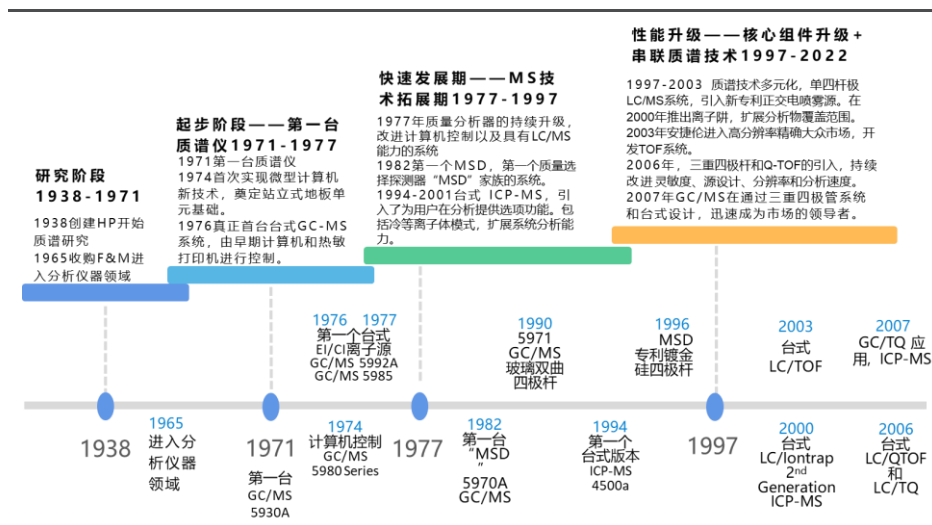 研究阶段
1938-1971
1938创建HP开始
质谱研究
1965收购F&M进
入分析仪器领域
起步阶段——第一台
质谱仪1971-1977
1971第一台质谱仪
1974首次实现微型计算机
新技术，奠定站立式地板单
元基础。
1976真正首台台式GC-MS
系统，由早期计算机和热敏
打印机进行控制。
快速发展期——MS技
术拓展期1977-1997
1977年质量分析器的持续升级，
改进计算机控制以及具有LC/MS
能力的系统
1982第一个MSD，第一个质量选
择探测器“MSD”家族的系统。
1994-2001台式 ICP-MS，引
入了为用户在分析提供选项功能。包
括冷等离子体模式，扩展系统分析能
力。
性能升级——核心组件升级+
串联质谱技术1997-2022
1997-2003 质谱技术多元化，单四杆极
LC/MS系统，引入新专利正交电喷雾源。在
2000年推出离子阱，扩展分析物覆盖范围。
2003年安捷伦进入高分辨率精确大众市场，开
发TOF系统。
2006年，三重四极杆和Q-TOF的引入，持续
改进灵敏度、源设计、分辨率和分析速度。
2007年GC/MS在通过三重四极管系统
和台式设计，迅速成为市场的领导者。
1976 1977
第一个台式
EI/CI离子源
GC/MS 5992A
GC/MS 5985
1990
5971
GC/MS
玻璃双曲
四极杆
1996
MSD
专利镀金
硅四极杆
2003
台式
LC/TOF
2007
GC/TQ 应
用, ICP-MS
1938
1965
进入分
析仪器
领域
1971
第一台
GC/MS
5930A
1974
计算机控制
GC/MS
5980 Series
1977
1982
第一台
“MSD
”
5970A
GC/MS
1994
第一个
台式版本
ICP-MS
4500a
1997
2000
台式
LC/Iontrap
2nd
Generation
ICP-MS
2006
台式
LC/QTOF
和
LC/TQ